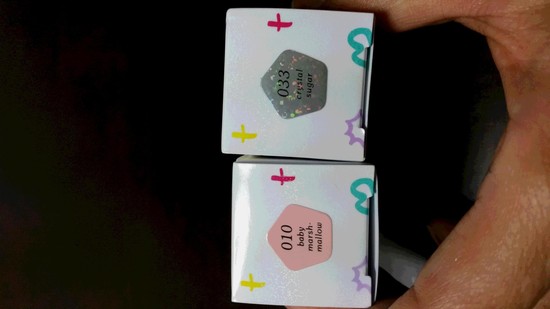 033
crystal
sugar
010
baby
marsh-
mallow